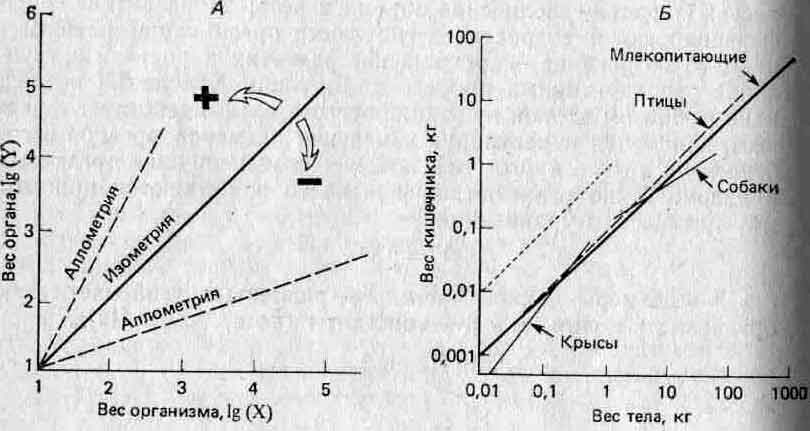 А
6
5
4
3
2
1
Вес органа, lg (Y)
+
−
Аллометрия
Изометрия
Аллометрия
1
2
3
4
5
Вес организма, lg (X)
Б
100
10
1
0,1
0,01
0,001
Вес кишечника, кг
Млекопитающие
Птицы
Собаки
Крысы
0,01
0,1
1
10
100
1000
Вес тела, кг